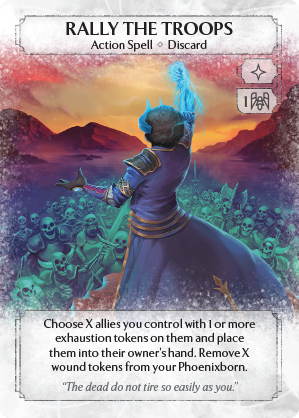 RALLY THE TROOPS
Action Spell ⟡ Discard
1
Choose X allies you control with 1 or more
exhaustion tokens on them and place
them into their owner's hand. Remove X
wound tokens from your Phoenixborn.
"The dead do not tire so easily as you."